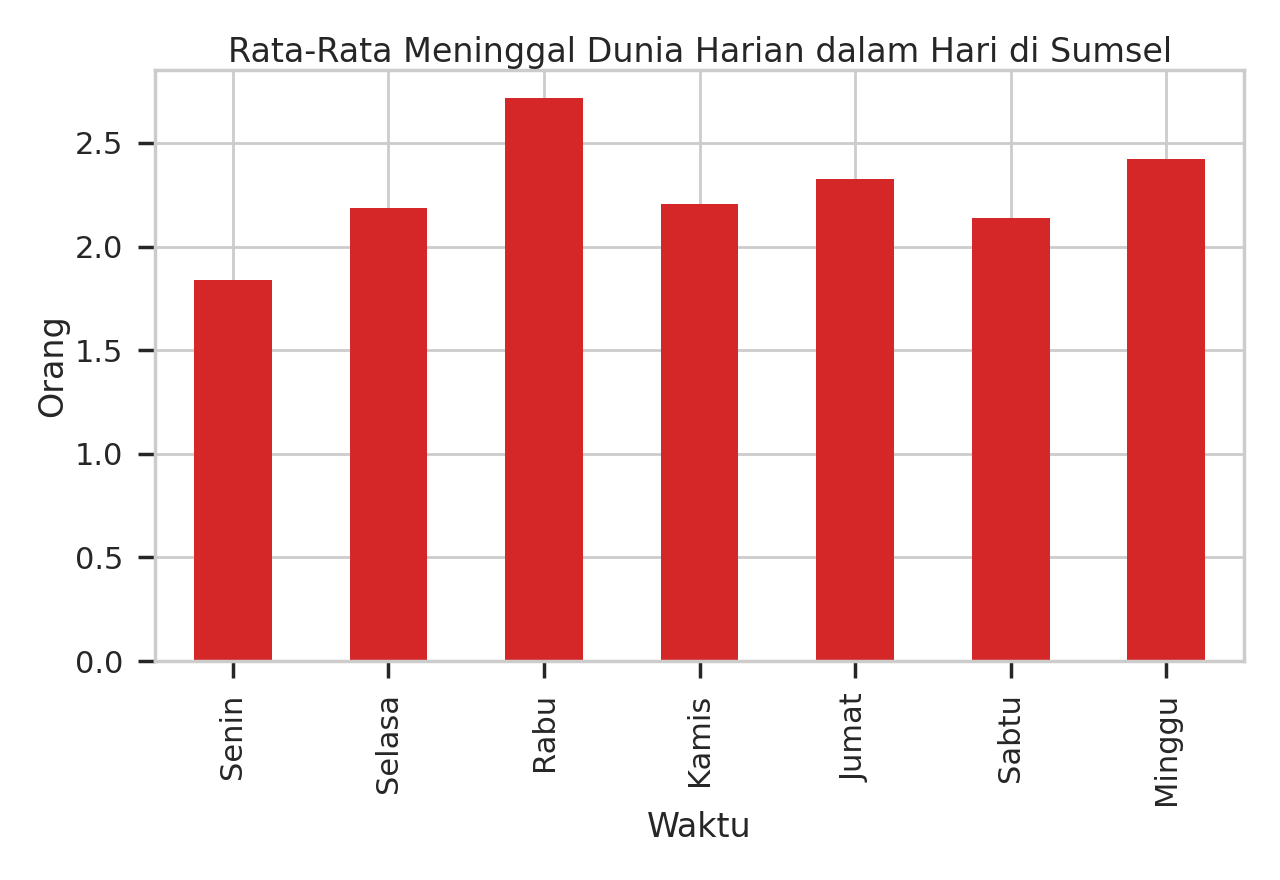 Rata-Rata Meninggal Dunia Harian dalam Hari di Sumsel
Orang
2.5
2.0
1.5
1.0
0.5
0.0
Senin
Selasa
Rabu
Kamis
Jumat
Sabtu
Minggu
Waktu